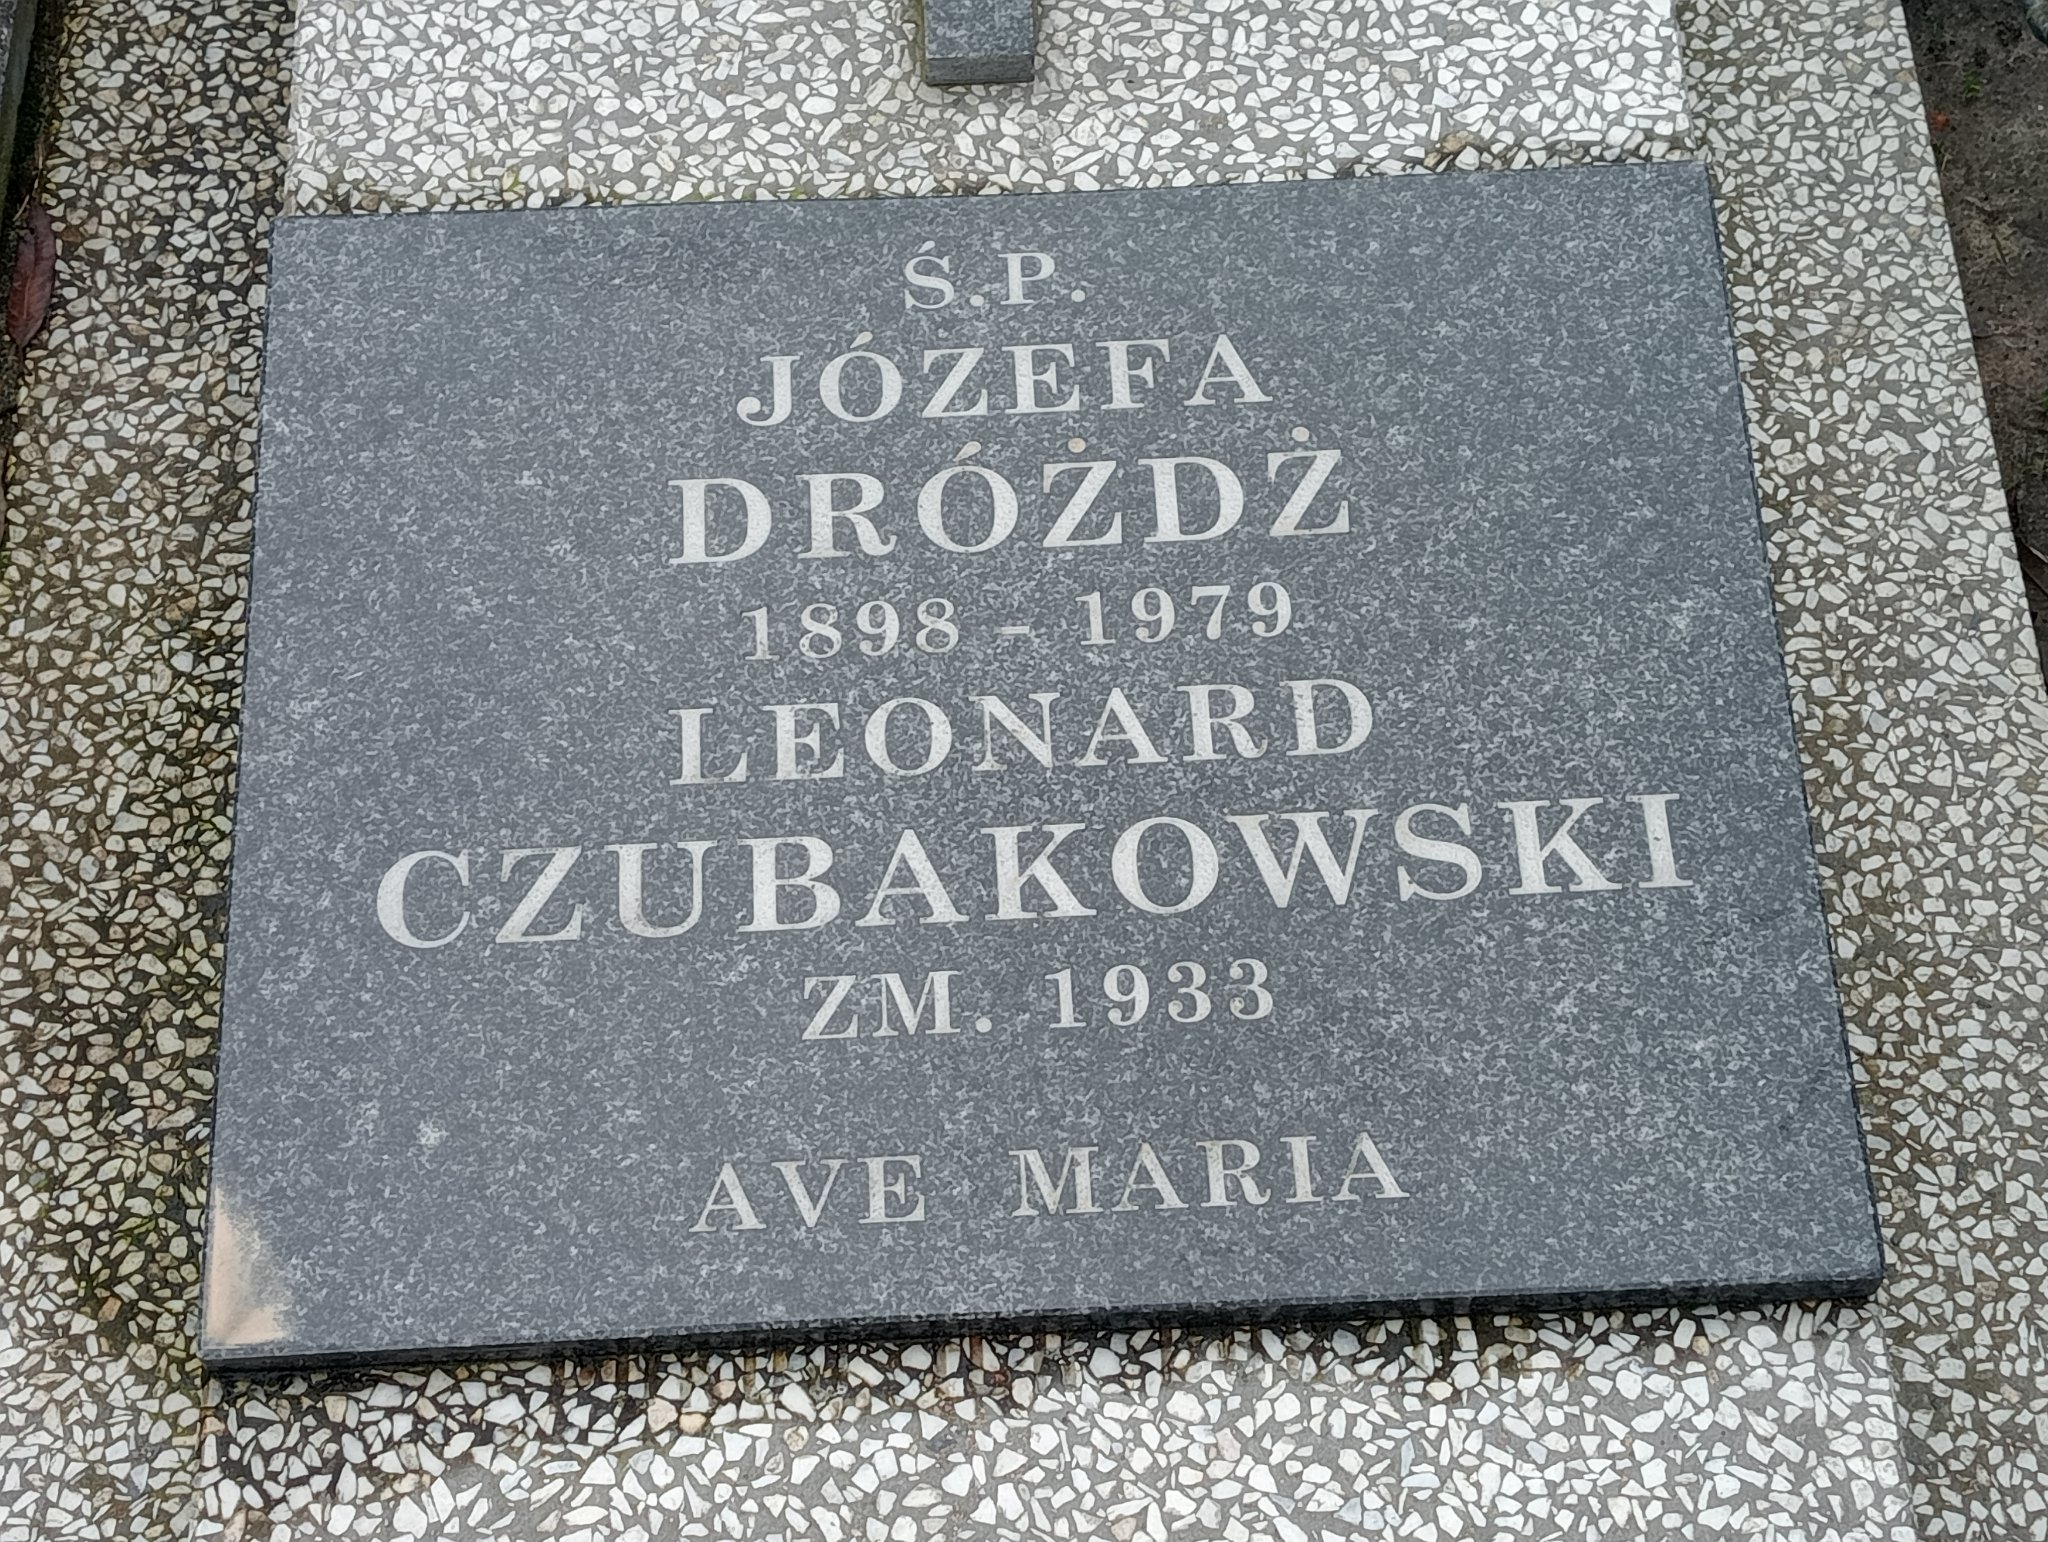 Ś.P.
JÓZEFA
DRÓŻDŻ
1898 - 1979
LEONARD
CZUBAKOWSKI
ZM. 1933
AVE MARIA